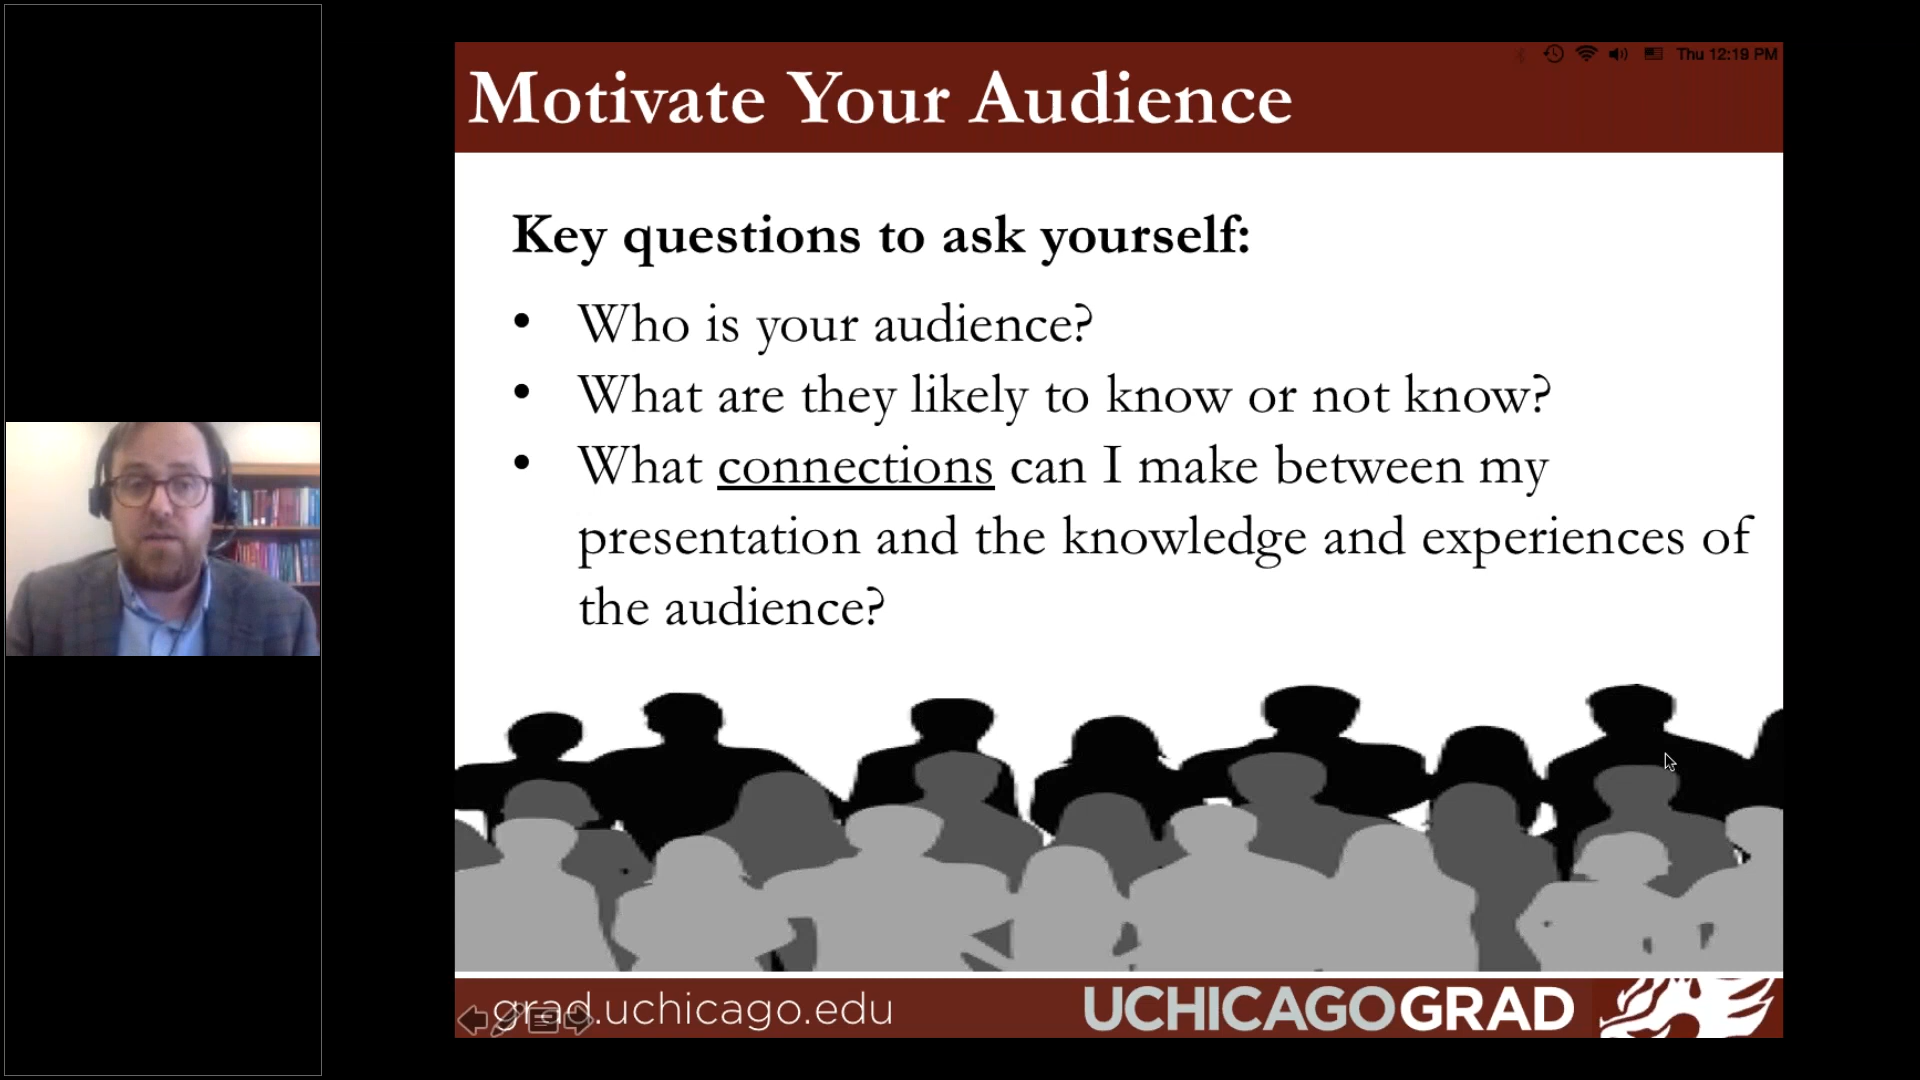 Thu 12:19 PM
Motivate Your Audience
Key questions to ask yourself:
• Who is your audience?
• What are they likely to know or not know?
• What connections can I make between my
presentation and the knowledge and experiences of
the audience?
grad.uchicago.edu
UCHICAGOGRAD